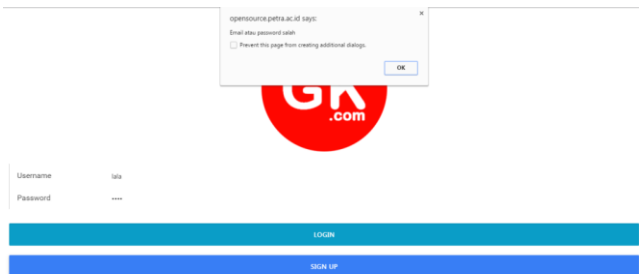 opensource.petra.ac.id says:
Email atau password salah
Prevent this page from creating additional dialogs.
OK
GK
.com
Username lala
Password ••••
LOGIN
SIGN UP